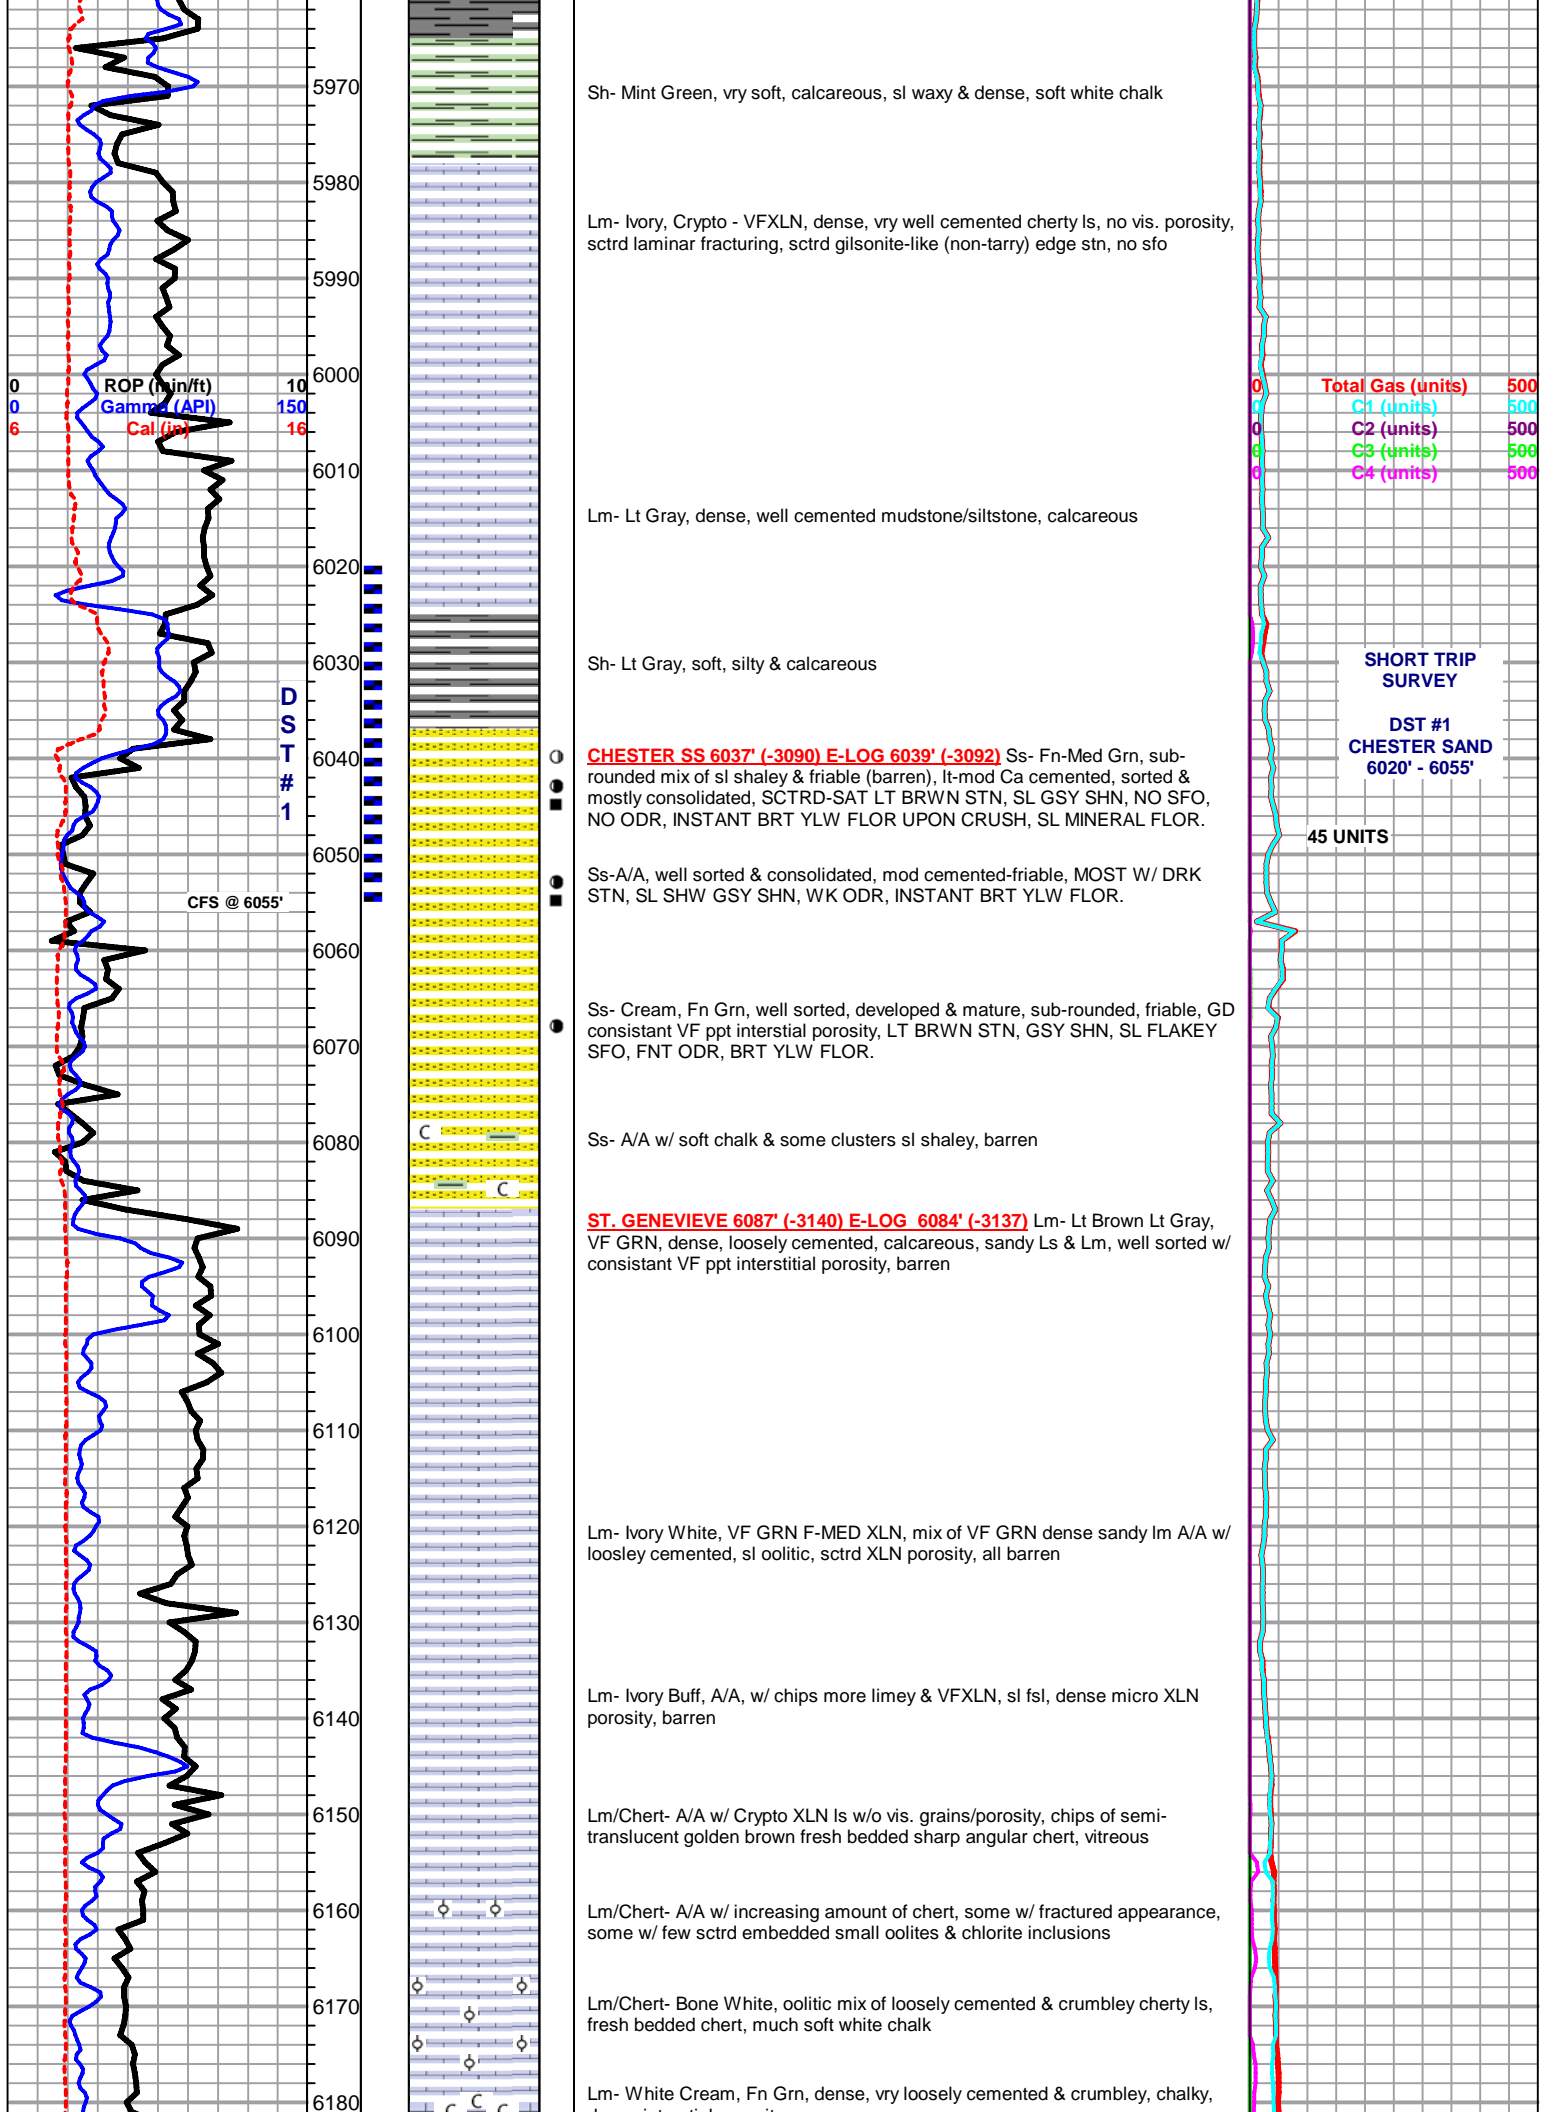 5970
Sh- Mint Green, vry soft, calcareous, sl waxy & dense, soft white chalk
5980
Lm- Ivory, Crypto - VFXLN, dense, vry well cemented cherty ls, no vis. porosity,
sctrd laminar fracturing, sctrd gilsonite-like (non-tarry) edge stn, no sfo
5990
6000
0 ROP (min/ft) 10
0 Gamma (API) 150
6 Cal (in) 16
0 Total Gas (units) 500
0 C1 (units) 500
0 C2 (units) 500
0 C3 (units) 500
0 C4 (units) 500
6010
Lm- Lt Gray, dense, well cemented mudstone/siltstone, calcareous
6020
6030
Sh- Lt Gray, soft, silty & calcareous
SHORT TRIP
SURVEY
DST #1
CHESTER SAND
6020' - 6055'
D
S
T
#
1
6040
CHESTER SS 6037' (-3090) E-LOG 6039' (-3092) Ss- Fn-Med Grn, sub-
rounded mix of sl shaley & friable (barren), lt-mod Ca cemented, sorted &
mostly consolidated, SCTRD-SAT LT BRWN STN, SL GSY SHN, NO SFO,
NO ODR, INSTANT BRT YLW FLOR UPON CRUSH, SL MINERAL FLOR.
45 UNITS
6050
Ss-A/A, well sorted & consolidated, mod cemented-friable, MOST W/ DRK
STN, SL SHW GSY SHN, WK ODR, INSTANT BRT YLW FLOR.
CFS @ 6055'
6060
Ss- Cream, Fn Grn, well sorted, developed & mature, sub-rounded, friable, GD
consistant VF ppt interstial porosity, LT BRWN STN, GSY SHN, SL FLAKEY
SFO, FNT ODR, BRT YLW FLOR.
6070
6080
C
Ss- A/A w/ soft chalk & some clusters sl shaley, barren
C
ST. GENEVIEVE 6087' (-3140) E-LOG 6084' (-3137) Lm- Lt Brown Lt Gray,
VF GRN, dense, loosely cemented, calcareous, sandy Ls & Lm, well sorted w/
consistant VF ppt interstitial porosity, barren
6090
6100
6110
6120
Lm- Ivory White, VF GRN F-MED XLN, mix of VF GRN dense sandy lm A/A w/
loosley cemented, sl oolitic, sctrd XLN porosity, all barren
6130
Lm- Ivory Buff, A/A, w/ chips more limey & VFXLN, sl fsl, dense micro XLN
porosity, barren
6140
6150
Lm/Chert- A/A w/ Crypto XLN ls w/o vis. grains/porosity, chips of semi-
translucent golden brown fresh bedded sharp angular chert, vitreous
6160
Lm/Chert- A/A w/ increasing amount of chert, some w/ fractured appearance,
some w/ few sctrd embedded small oolites & chlorite inclusions
6170
Lm/Chert- Bone White, oolitic mix of loosely cemented & crumbley cherty ls,
fresh bedded chert, much soft white chalk
6180
C
C C
Lm- White Cream, Fn Grn, dense, vry loosely cemented & crumbley, chalky,